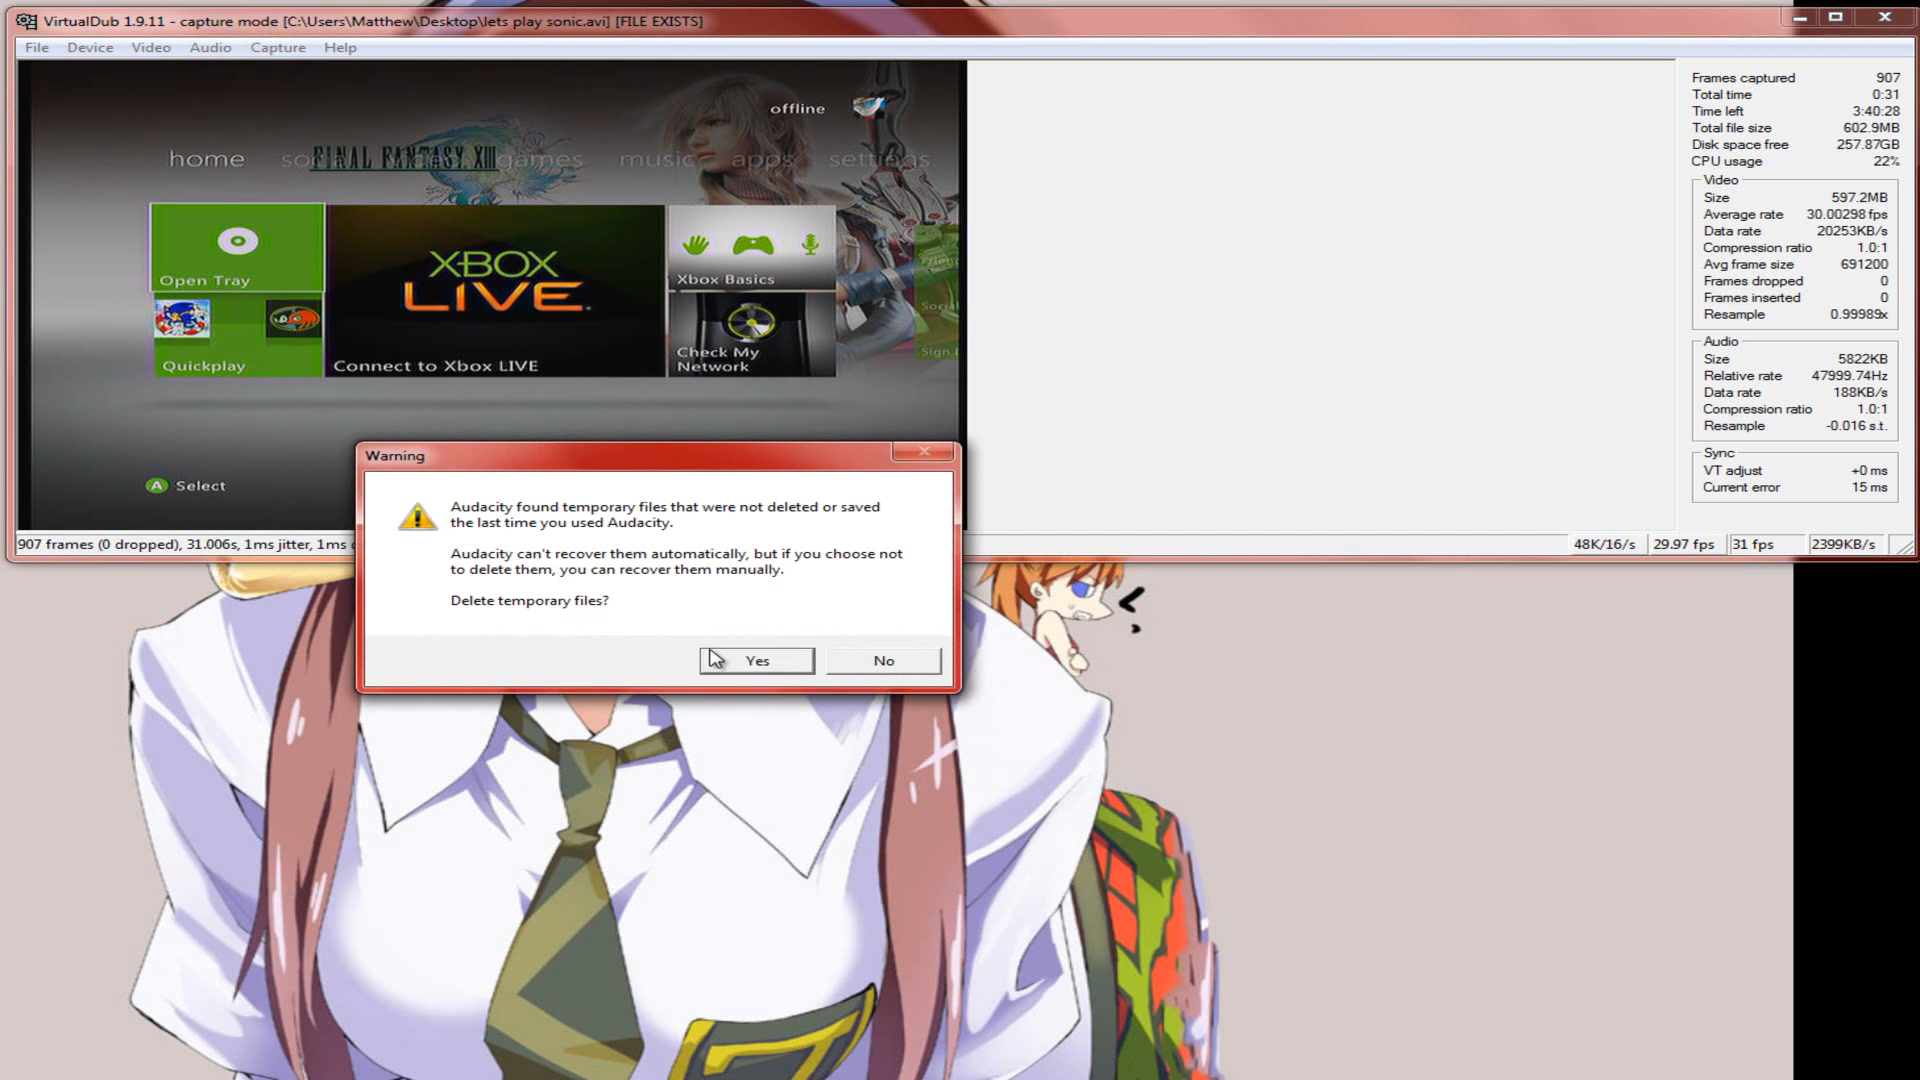 VirtualDub 1.9.11 - capture mode [C:\Users\Matthew\Desktop\lets play sonic.avi] [FILE EXISTS]
File Device Video Audio Capture Help
offline
FINAL FANTASY XIII
home social video games music apps settings
Open Tray
XBOX
LIVE
Xbox Basics
Quickplay
Connect to Xbox LIVE
Check My
Network
Social
Sign
A Select
Frames captured 907
Total time 0:31
Time left 3:40:28
Total file size 602.9MB
Disk space free 257.87GB
CPU usage 22%
Video
Size 597.2MB
Average rate 30.00298 fps
Data rate 20253KB/s
Compression ratio 1.0:1
Avg frame size 691200
Frames dropped 0
Frames inserted 0
Resample 0.99989x
Audio
Size 5822KB
Relative rate 47999.74Hz
Data rate 188KB/s
Compression ratio 1.0:1
Resample -0.016 s.t.
Sync
VT adjust +0 ms
Current error 15 ms
907 frames (0 dropped), 31.006s, 1ms jitter, 1ms
48K/16/s 29.97 fps 31 fps 2399KB/s
Warning
Audacity found temporary files that were not deleted or saved
the last time you used Audacity.
Audacity can't recover them automatically, but if you choose not
to delete them, you can recover them manually.
Delete temporary files?
Yes No